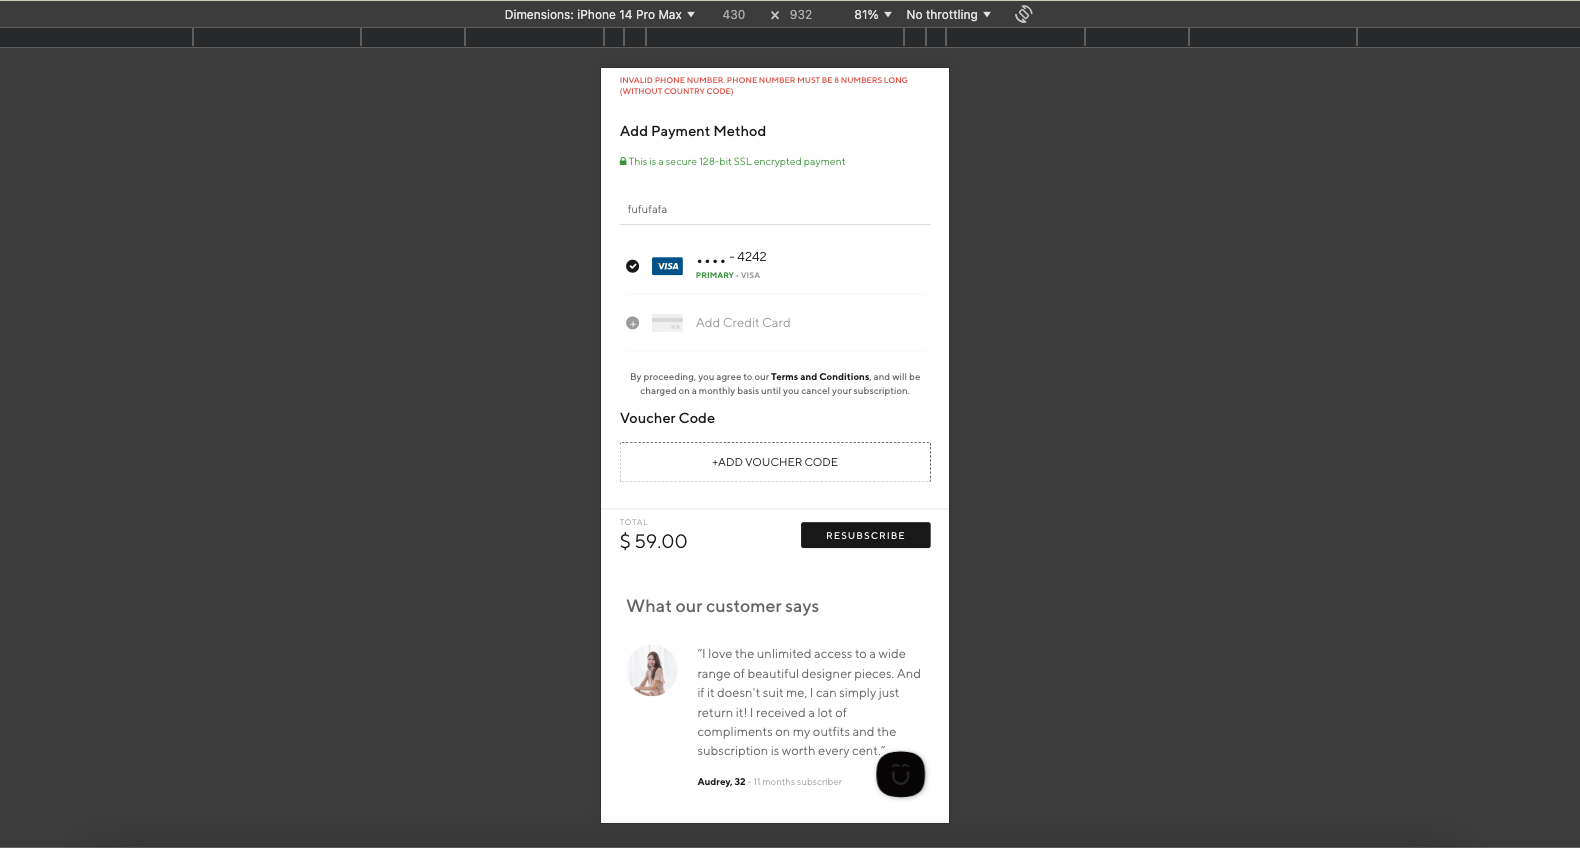 Dimensions: iPhone 14 Pro Max ▼ 430 × 932 81% ▼ No throttling ▼
INVALID PHONE NUMBER. PHONE NUMBER MUST BE 8 NUMBERS LONG
(WITHOUT COUNTRY CODE)
Add Payment Method
This is a secure 128-bit SSL encrypted payment
fufufafa
VISA
•••• - 4242
PRIMARY • VISA
Add Credit Card
By proceeding, you agree to our Terms and Conditions, and will be
charged on a monthly basis until you cancel your subscription.
Voucher Code
+ADD VOUCHER CODE
TOTAL
$ 59.00
RESUBSCRIBE
What our customer says
“I love the unlimited access to a wide
range of beautiful designer pieces. And
if it doesn't suit me, I can simply just
return it! I received a lot of
compliments on my outfits and the
subscription is worth every cent.”
Audrey, 32 - 11 months subscriber